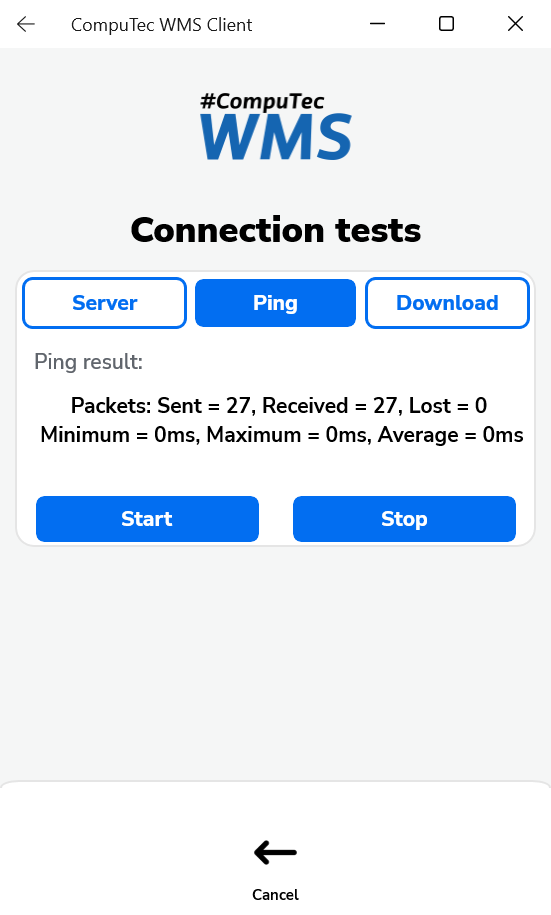 CompuTec WMS Client
#CompuTec
WMS
Connection tests
Server Ping Download
Ping result:
Packets: Sent = 27, Received = 27, Lost = 0
Minimum = 0ms, Maximum = 0ms, Average = 0ms
Start Stop
Cancel